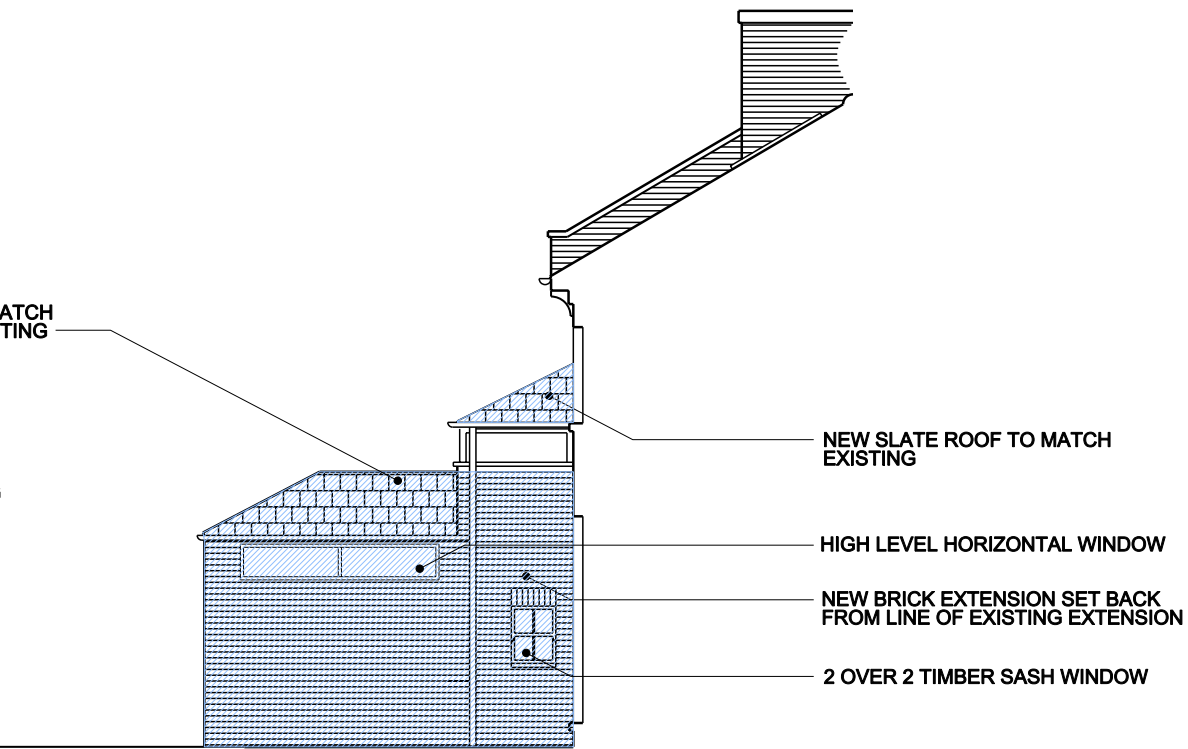 ATCH
TING
NEW SLATE ROOF TO MATCH
EXISTING
HIGH LEVEL HORIZONTAL WINDOW
NEW BRICK EXTENSION SET BACK
FROM LINE OF EXISTING EXTENSION
2 OVER 2 TIMBER SASH WINDOW